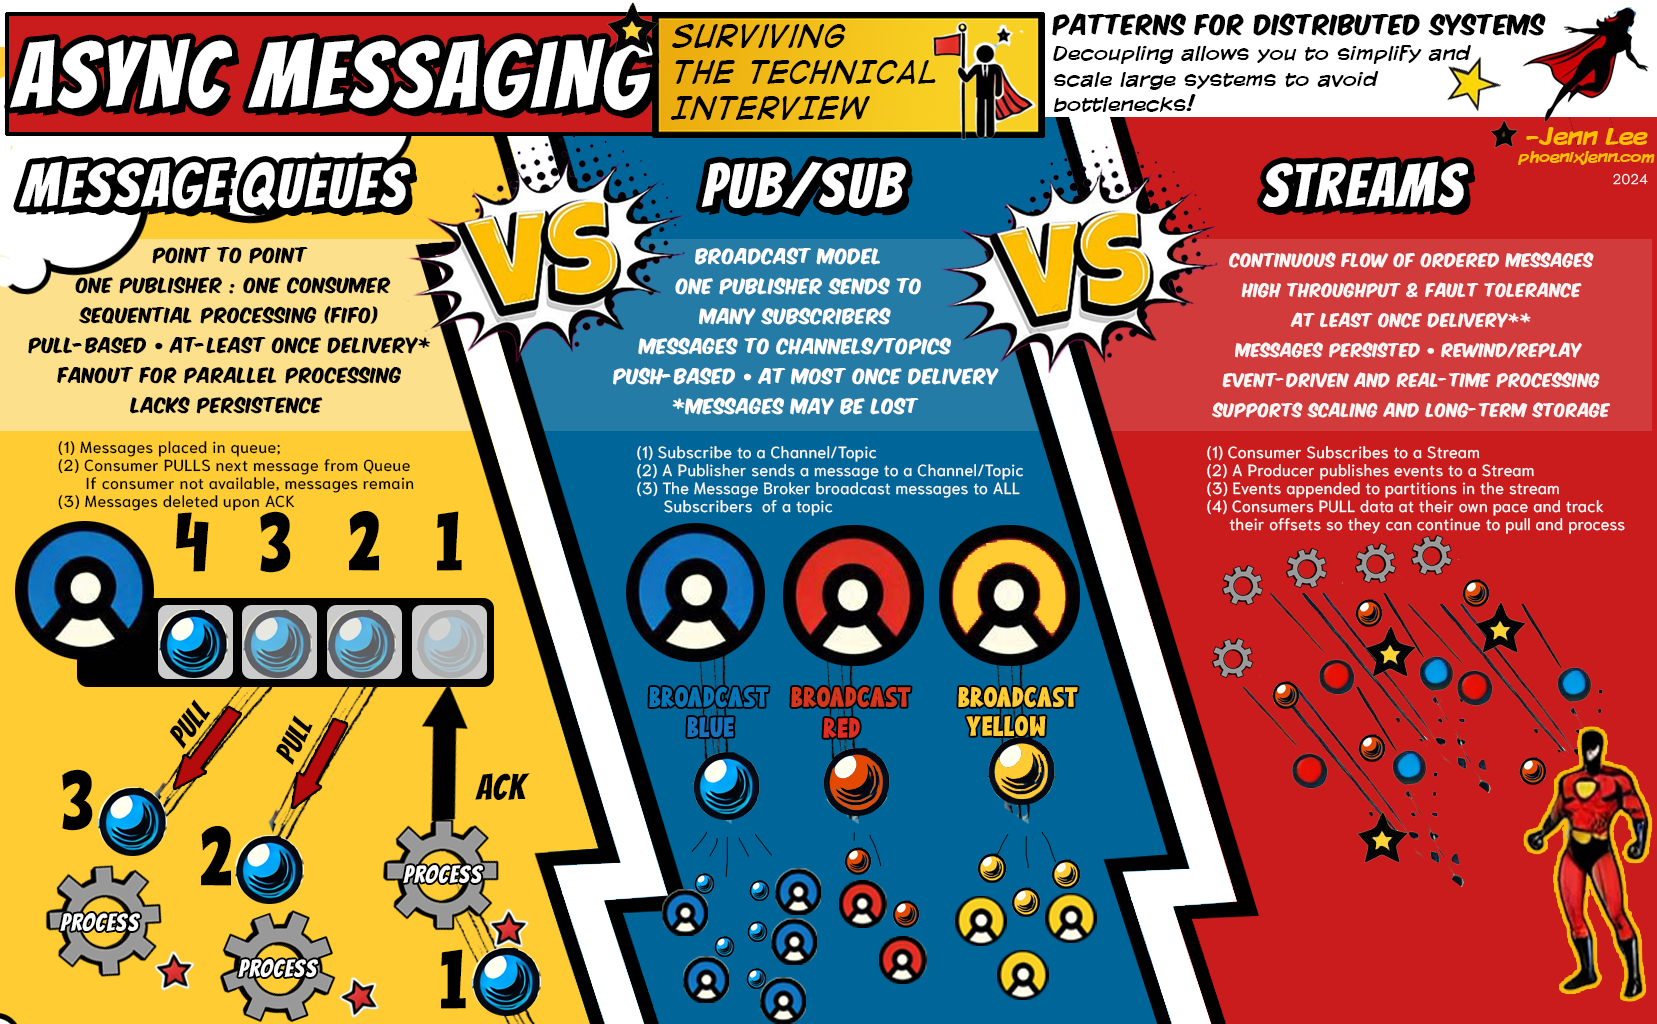 ASYNC MESSAGING
SURVIVING
THE TECHNICAL
INTERVIEW
PATTERNS FOR DISTRIBUTED SYSTEMS
Decoupling allows you to simplify and
scale large systems to avoid
bottlenecks!
-Jenn Lee
phoenixjenn.com
2024
MESSAGE QUEUES
VS
PUB/SUB
VS
STREAMS
POINT TO POINT
ONE PUBLISHER : ONE CONSUMER
SEQUENTIAL PROCESSING (FIFO)
PULL-BASED • AT-LEAST ONCE DELIVERY*
FANOUT FOR PARALLEL PROCESSING
LACKS PERSISTENCE
(1) Messages placed in queue;
(2) Consumer PULLS next message from Queue
If consumer not available, messages remain
(3) Messages deleted upon ACK
4 3 2 1
PULL
PULL
ACK
3
2
PROCESS
PROCESS
PROCESS
1
BROADCAST MODEL
ONE PUBLISHER SENDS TO
MANY SUBSCRIBERS
MESSAGES TO CHANNELS/TOPICS
PUSH-BASED • AT MOST ONCE DELIVERY
*MESSAGES MAY BE LOST
(1) Subscribe to a Channel/Topic
(2) A Publisher sends a message to a Channel/Topic
(3) The Message Broker broadcast messages to ALL
Subscribers of a topic
BROADCAST
BLUE
BROADCAST
RED
BROADCAST
YELLOW
CONTINUOUS FLOW OF ORDERED MESSAGES
HIGH THROUGHPUT & FAULT TOLERANCE
AT LEAST ONCE DELIVERY**
MESSAGES PERSISTED • REWIND/REPLAY
EVENT-DRIVEN AND REAL-TIME PROCESSING
SUPPORTS SCALING AND LONG-TERM STORAGE
(1) Consumer Subscribes to a Stream
(2) A Producer publishes events to a Stream
(3) Events appended to partitions in the stream
(4) Consumers PULL data at their own pace and track
their offsets so they can continue to pull and process